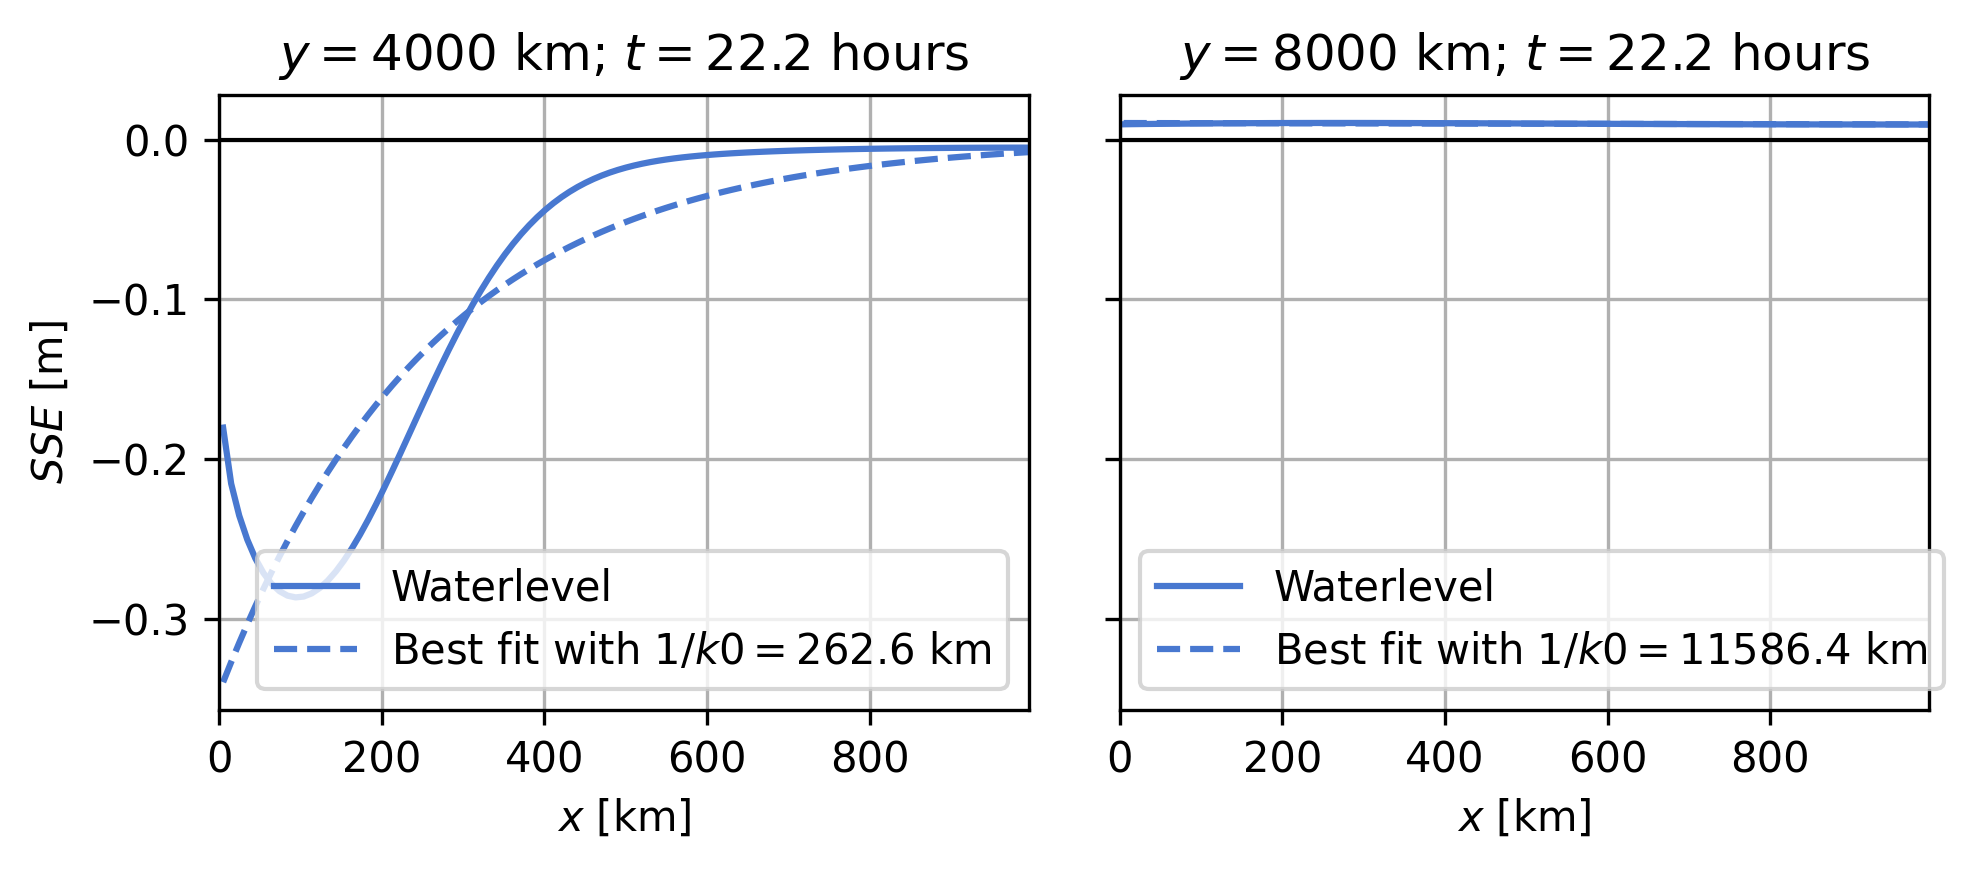 y = 4000 km; t = 22.2 hours
y = 8000 km; t = 22.2 hours
SSE [m]
0.0
−0.1
−0.2
−0.3
Waterlevel
Best fit with 1/k0 = 262.6 km
0 200 400 600 800
x [km]
Waterlevel
Best fit with 1/k0 = 11586.4 km
0 200 400 600 800
x [km]